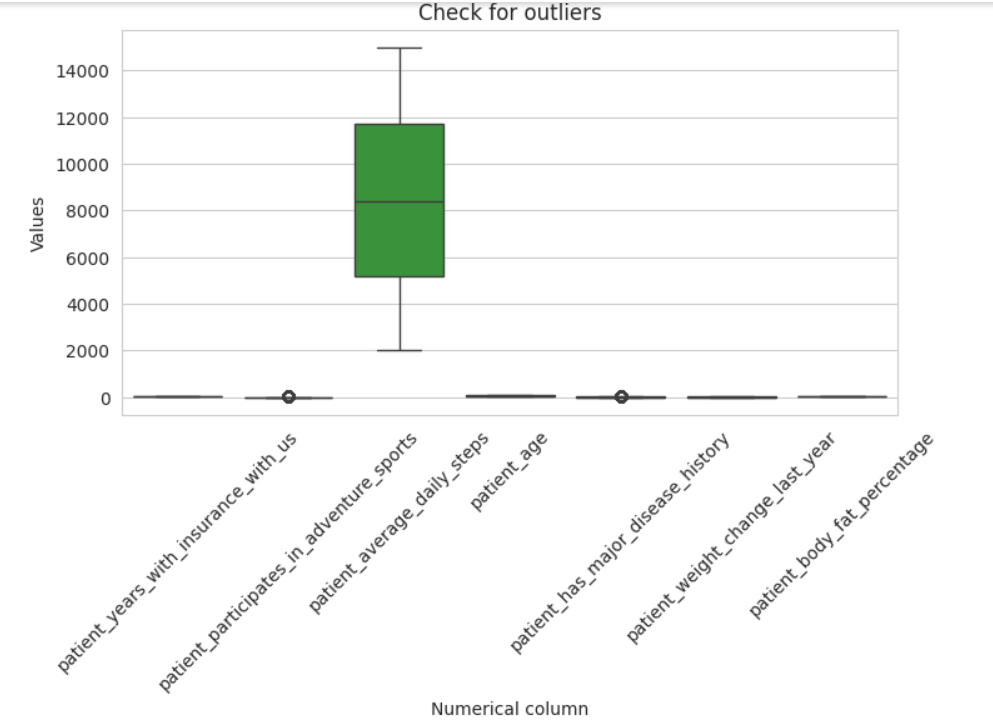 Check for outliers
14000
12000
10000
8000
6000
4000
2000
0
Values
patient_years_with_insurance_with_us
patient_participates_in_adventure_sports
patient_average_daily_steps
patient_age
patient_has_major_disease_history
patient_weight_change_last_year
patient_body_fat_percentage
Numerical column